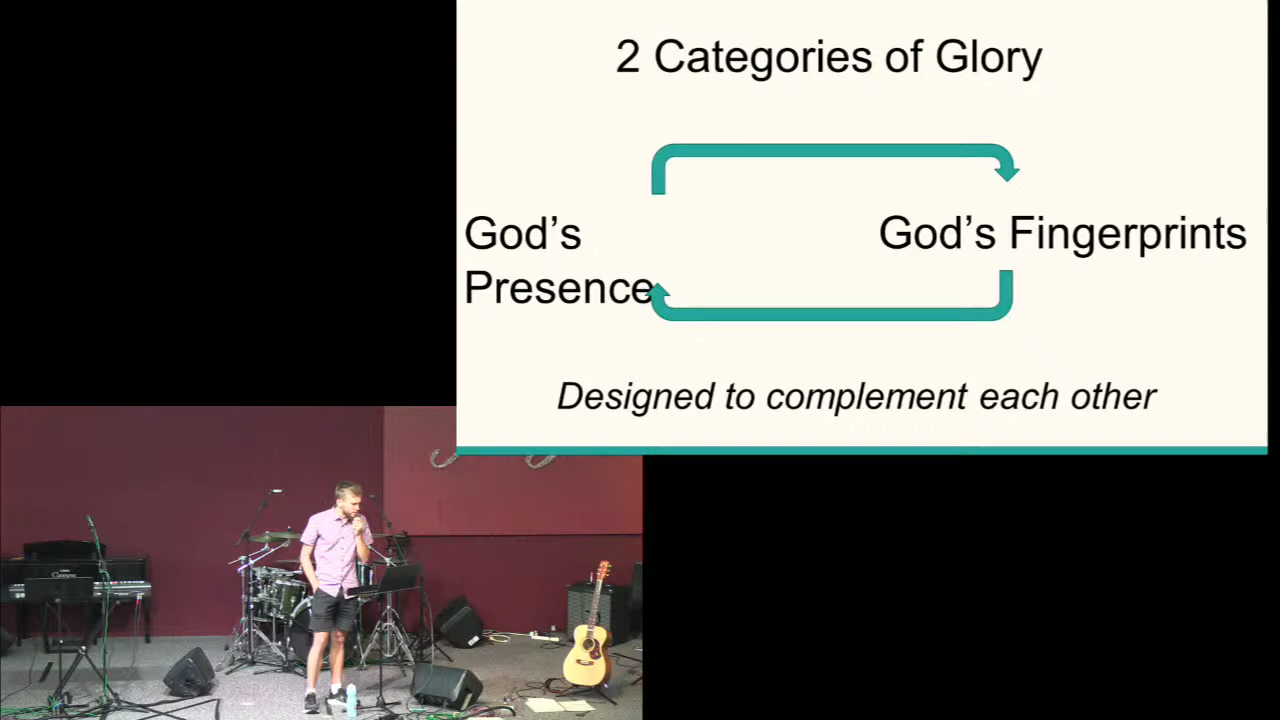 2 Categories of Glory
God’s
Presence
God’s Fingerprints
Designed to complement each other